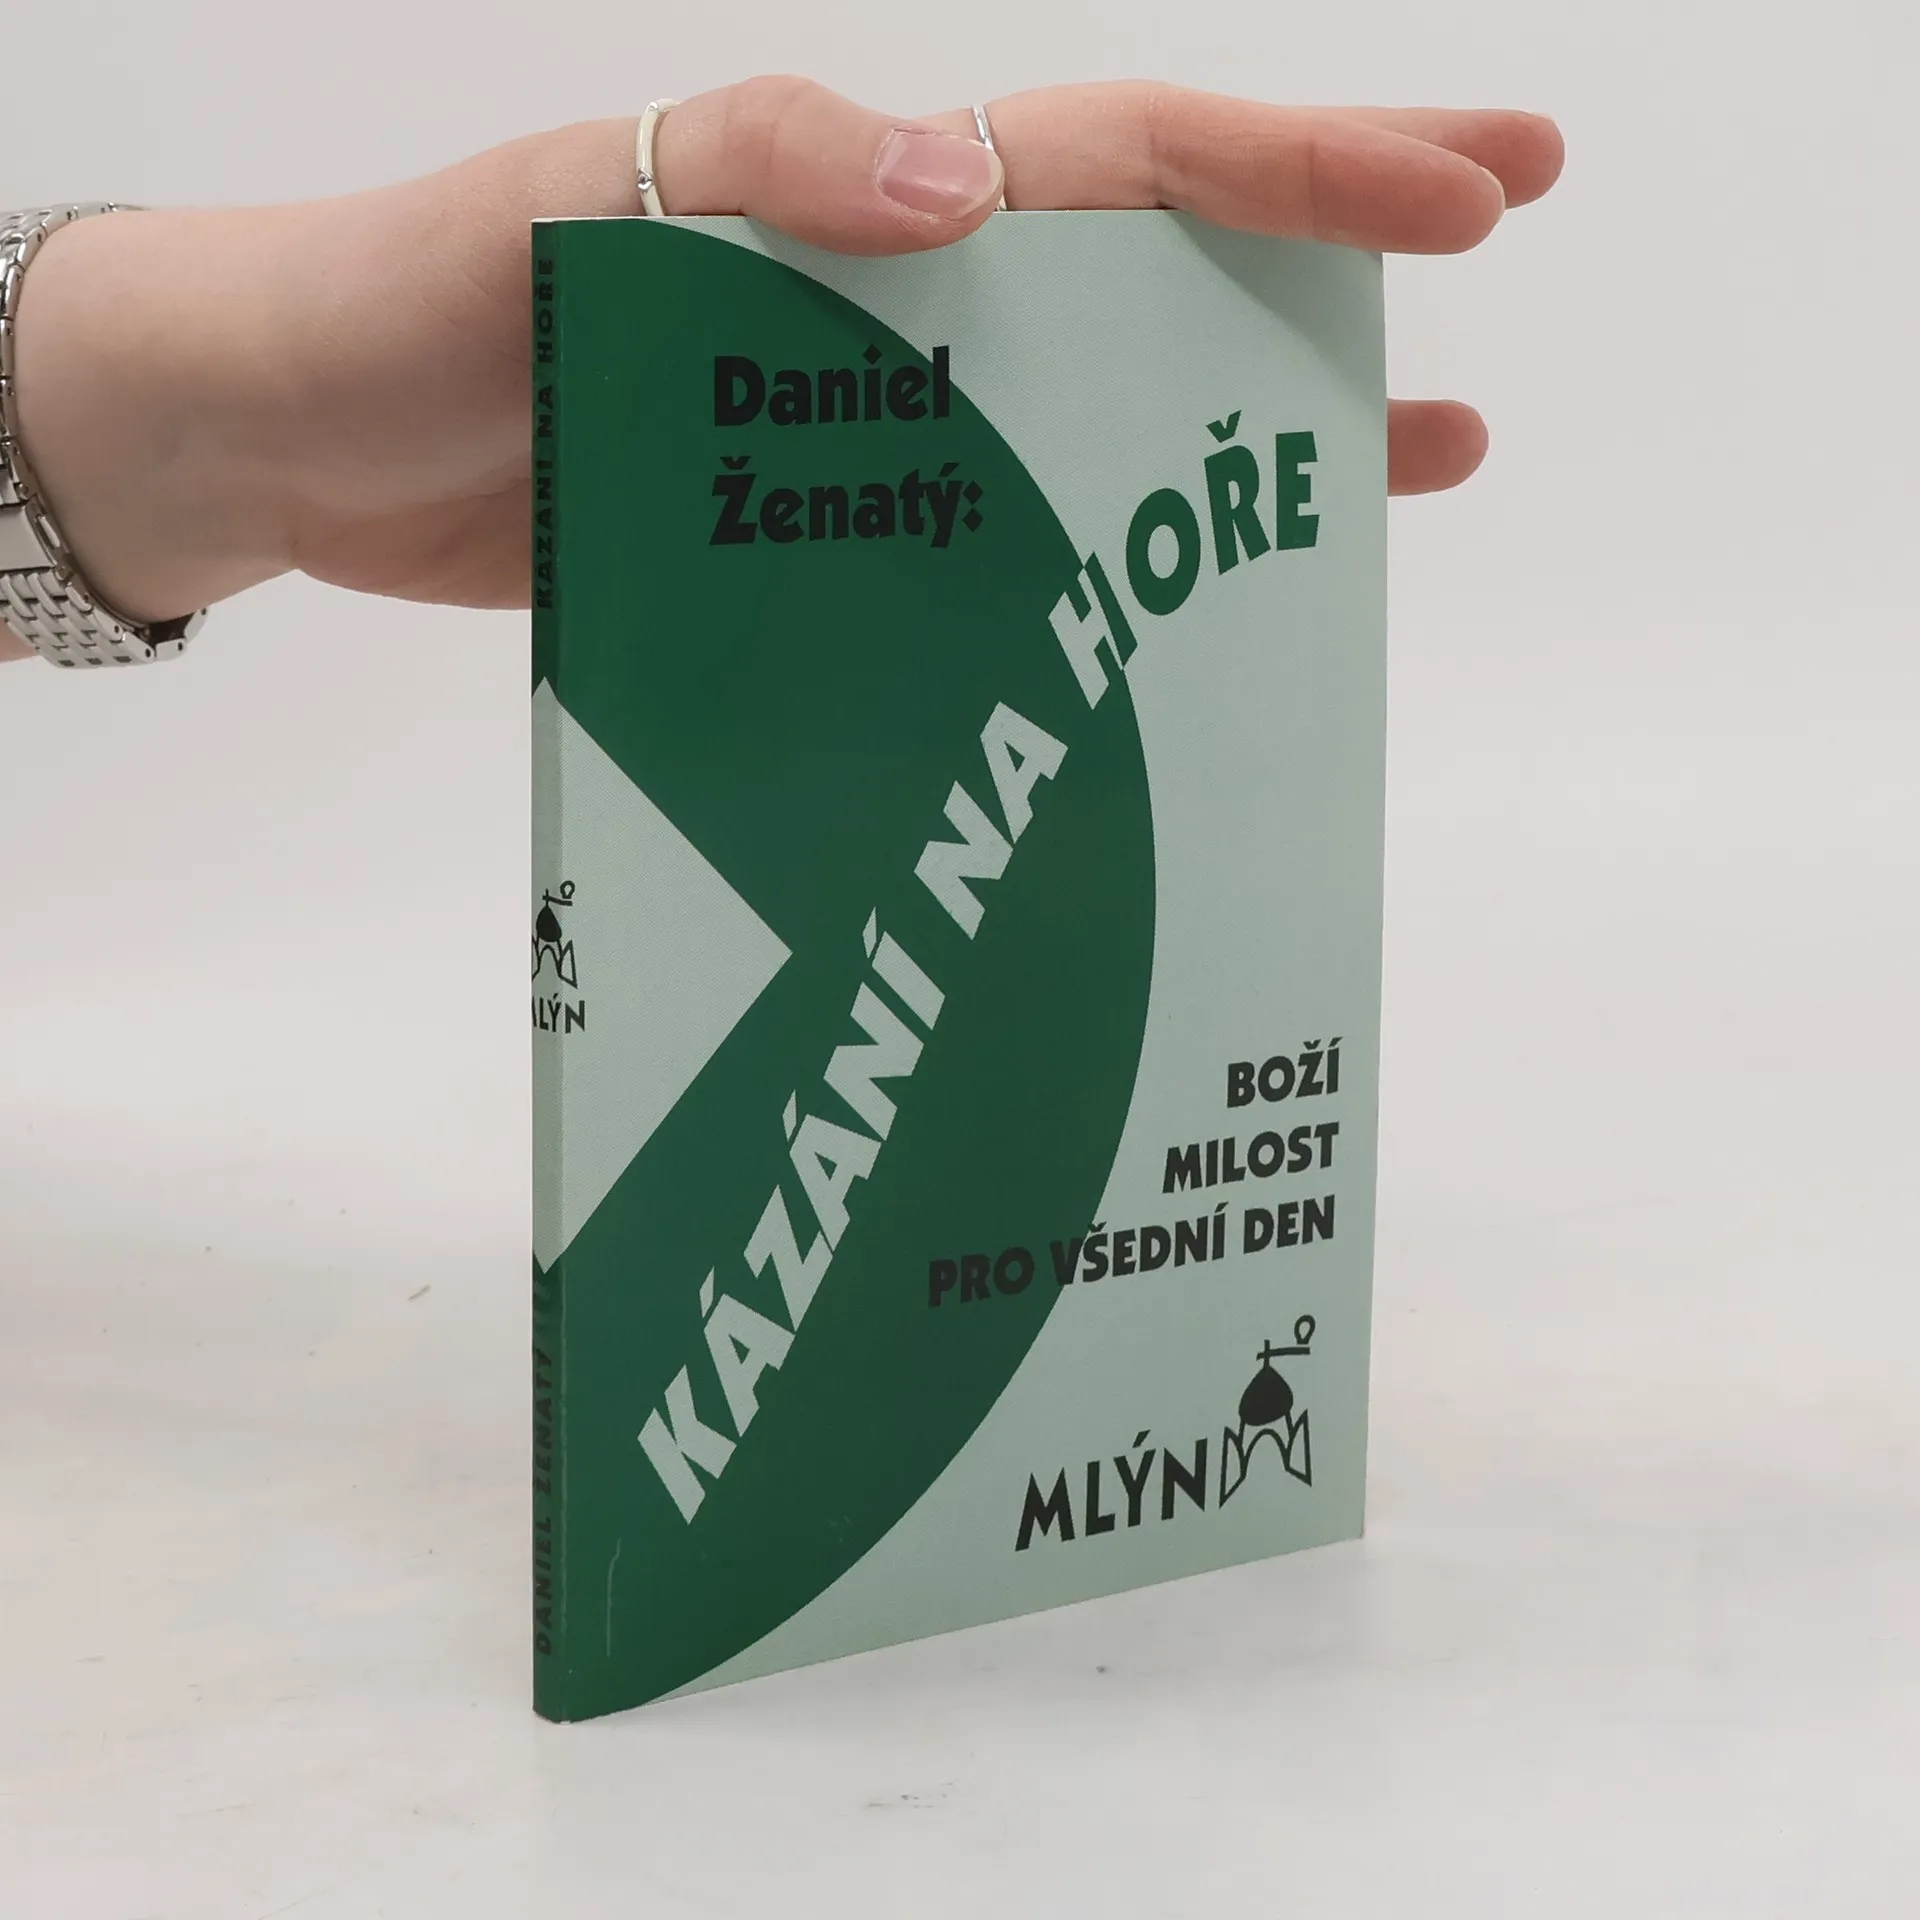 Daniel
Ženatý:
KÁZÁNÍ NA HOŘE
BOŽÍ
MILOST
PRO VŠEDNÍ DEN
MLÝN
KÁZÁNÍ NA HOŘE
MLÝN
DANIEL ŽENATÝ